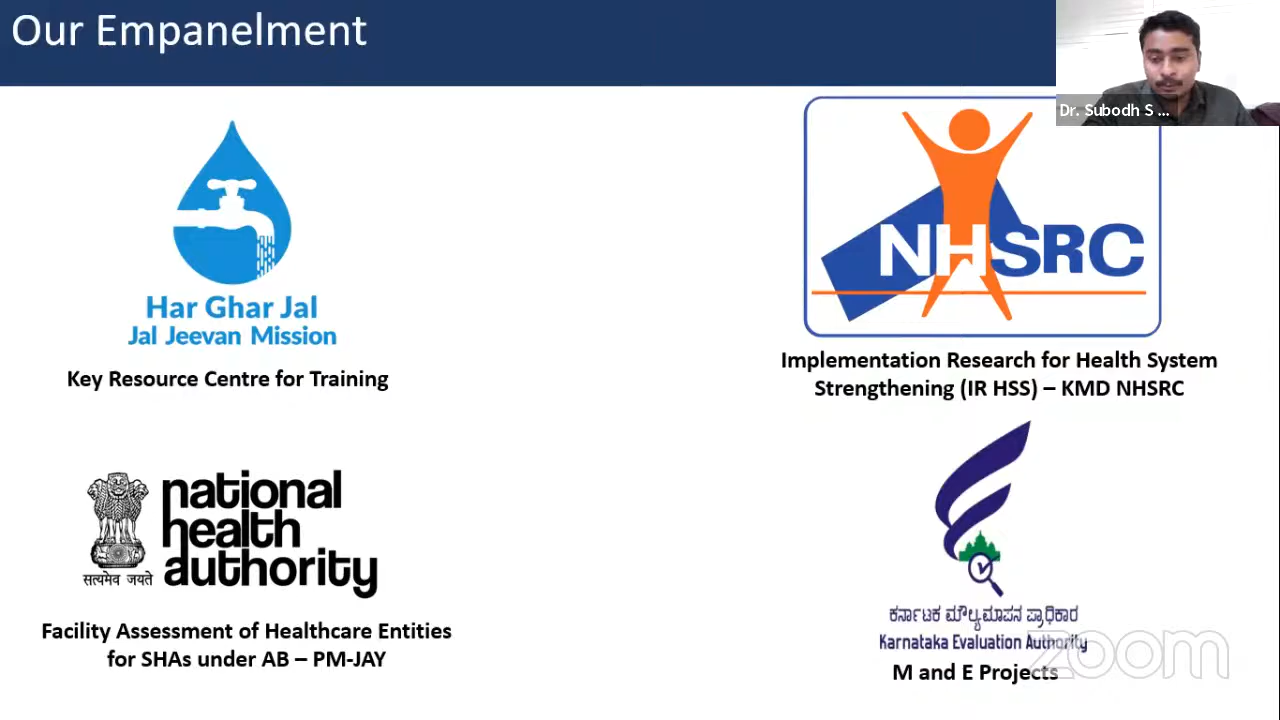 Our Empanelment
Dr. Subodh S ...
Har Ghar Jal
Jal Jeevan Mission
Key Resource Centre for Training
NHSRC
Implementation Research for Health System
Strengthening (IR HSS) – KMD NHSRC
national
health
authority
सत्यमेव जयते
Facility Assessment of Healthcare Entities
for SHAs under AB – PM-JAY
ಕರ್ನಾಟಕ ಮೌಲ್ಯಮಾಪನ ಪ್ರಾಧಿಕಾರ
Karnataka Evaluation Authority
M and E Projects
zoom